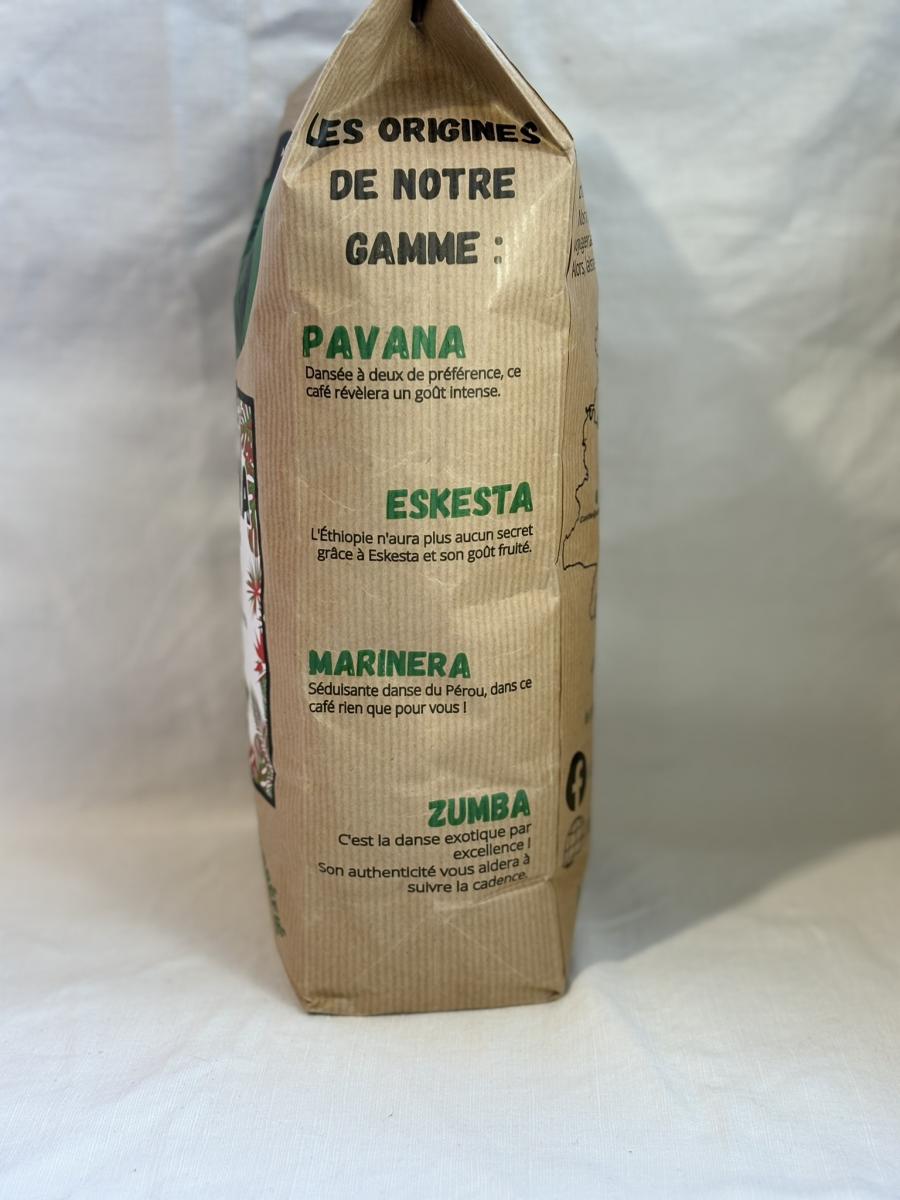 LES ORIGINES
DE NOTRE
GAMME :
PAVANA
Dansée à deux de préférence, ce
café révèlera un goût intense.
ESKESTA
L'Éthiopie n'aura plus aucun secret
grâce à Eskesta et son goût fruité.
MARINERA
Séduisante danse du Pérou, dans ce
café rien que pour vous !
ZUMBA
C'est la danse exotique par
excellence !
Son authenticité vous aidera à
suivre la cadence.
Alors,